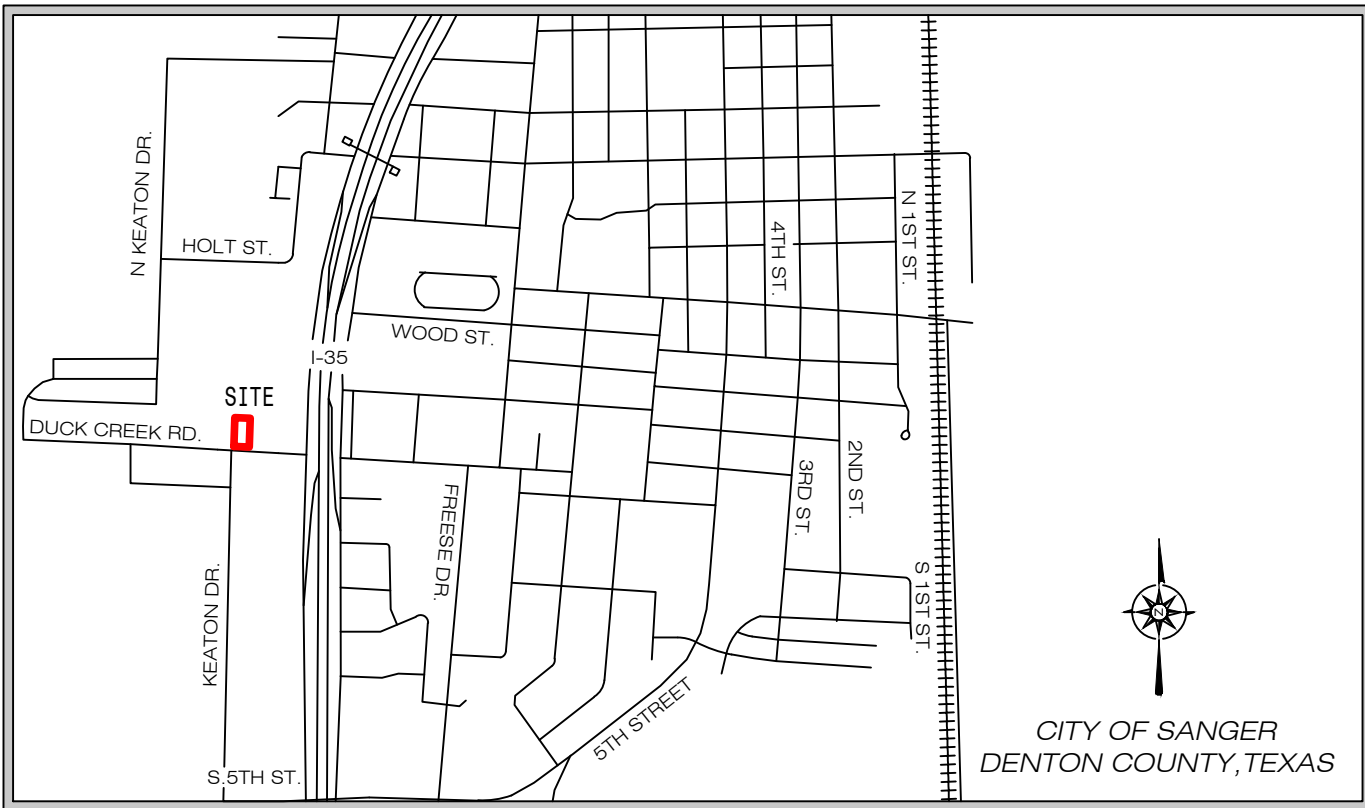 N KEATON DR.
HOLT ST.
4TH ST.
N 1ST ST.
WOOD ST.
I-35
SITE
DUCK CREEK RD.
2ND ST.
3RD ST.
FREESE DR.
KEATON DR.
S 1ST ST.
N
5TH STREET
S.5TH ST.
CITY OF SANGER
DENTON COUNTY,TEXAS